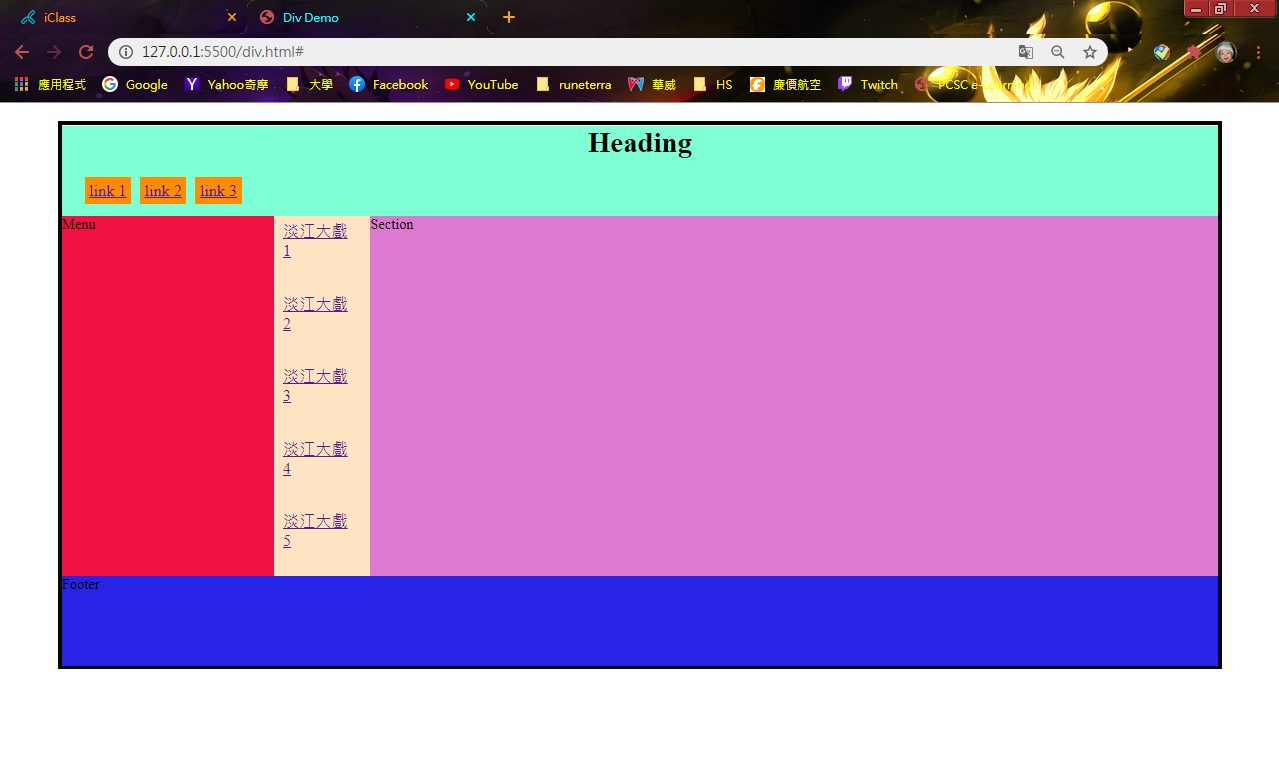 iClass
Div Demo
127.0.0.1:5500/div.html#
應用程式 Google Yahoo奇摩 大學 Facebook YouTube runeterra 華威 HS 廉價航空 Twitch PCSC e-Learning
Heading
link 1 link 2 link 3
Menu
淡江大戲
1
淡江大戲
2
淡江大戲
3
淡江大戲
4
淡江大戲
5
Section
Footer